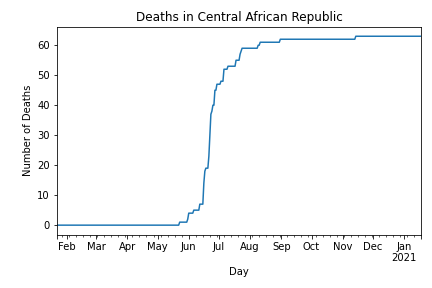 Deaths in Central African Republic
60
50
40
30
20
10
0
Number of Deaths
Feb Mar Apr May Jun Jul Aug Sep Oct Nov Dec Jan
2021
Day